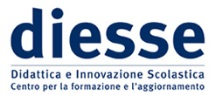 diesse
Didattica e Innovazione Scolastica
Centro per la formazione e l'aggiornamento